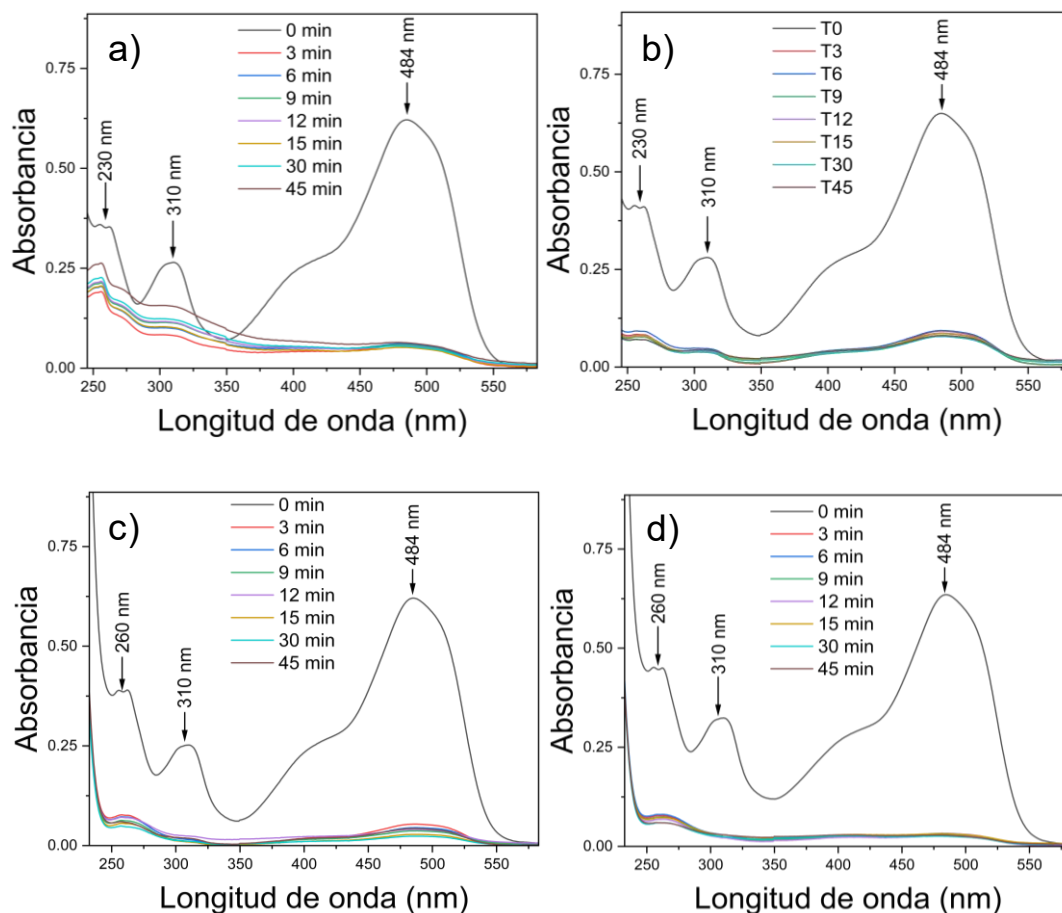 a)
0 min
3 min
6 min
9 min
12 min
15 min
30 min
45 min
230 nm
310 nm
484 nm
Absorbancia
0.75
0.50
0.25
0.00
250 300 350 400 450 500 550
Longitud de onda (nm)
b)
T0
T3
T6
T9
T12
T15
T30
T45
230 nm
310 nm
484 nm
Absorbancia
0.75
0.50
0.25
0.00
250 300 350 400 450 500 550
Longitud de onda (nm)
c)
0 min
3 min
6 min
9 min
12 min
15 min
30 min
45 min
260 nm
310 nm
484 nm
Absorbancia
0.75
0.50
0.25
0.00
250 300 350 400 450 500 550
Longitud de onda (nm)
d)
0 min
3 min
6 min
9 min
12 min
15 min
30 min
45 min
260 nm
310 nm
484 nm
Absorbancia
0.75
0.50
0.25
0.00
250 300 350 400 450 500 550
Longitud de onda (nm)